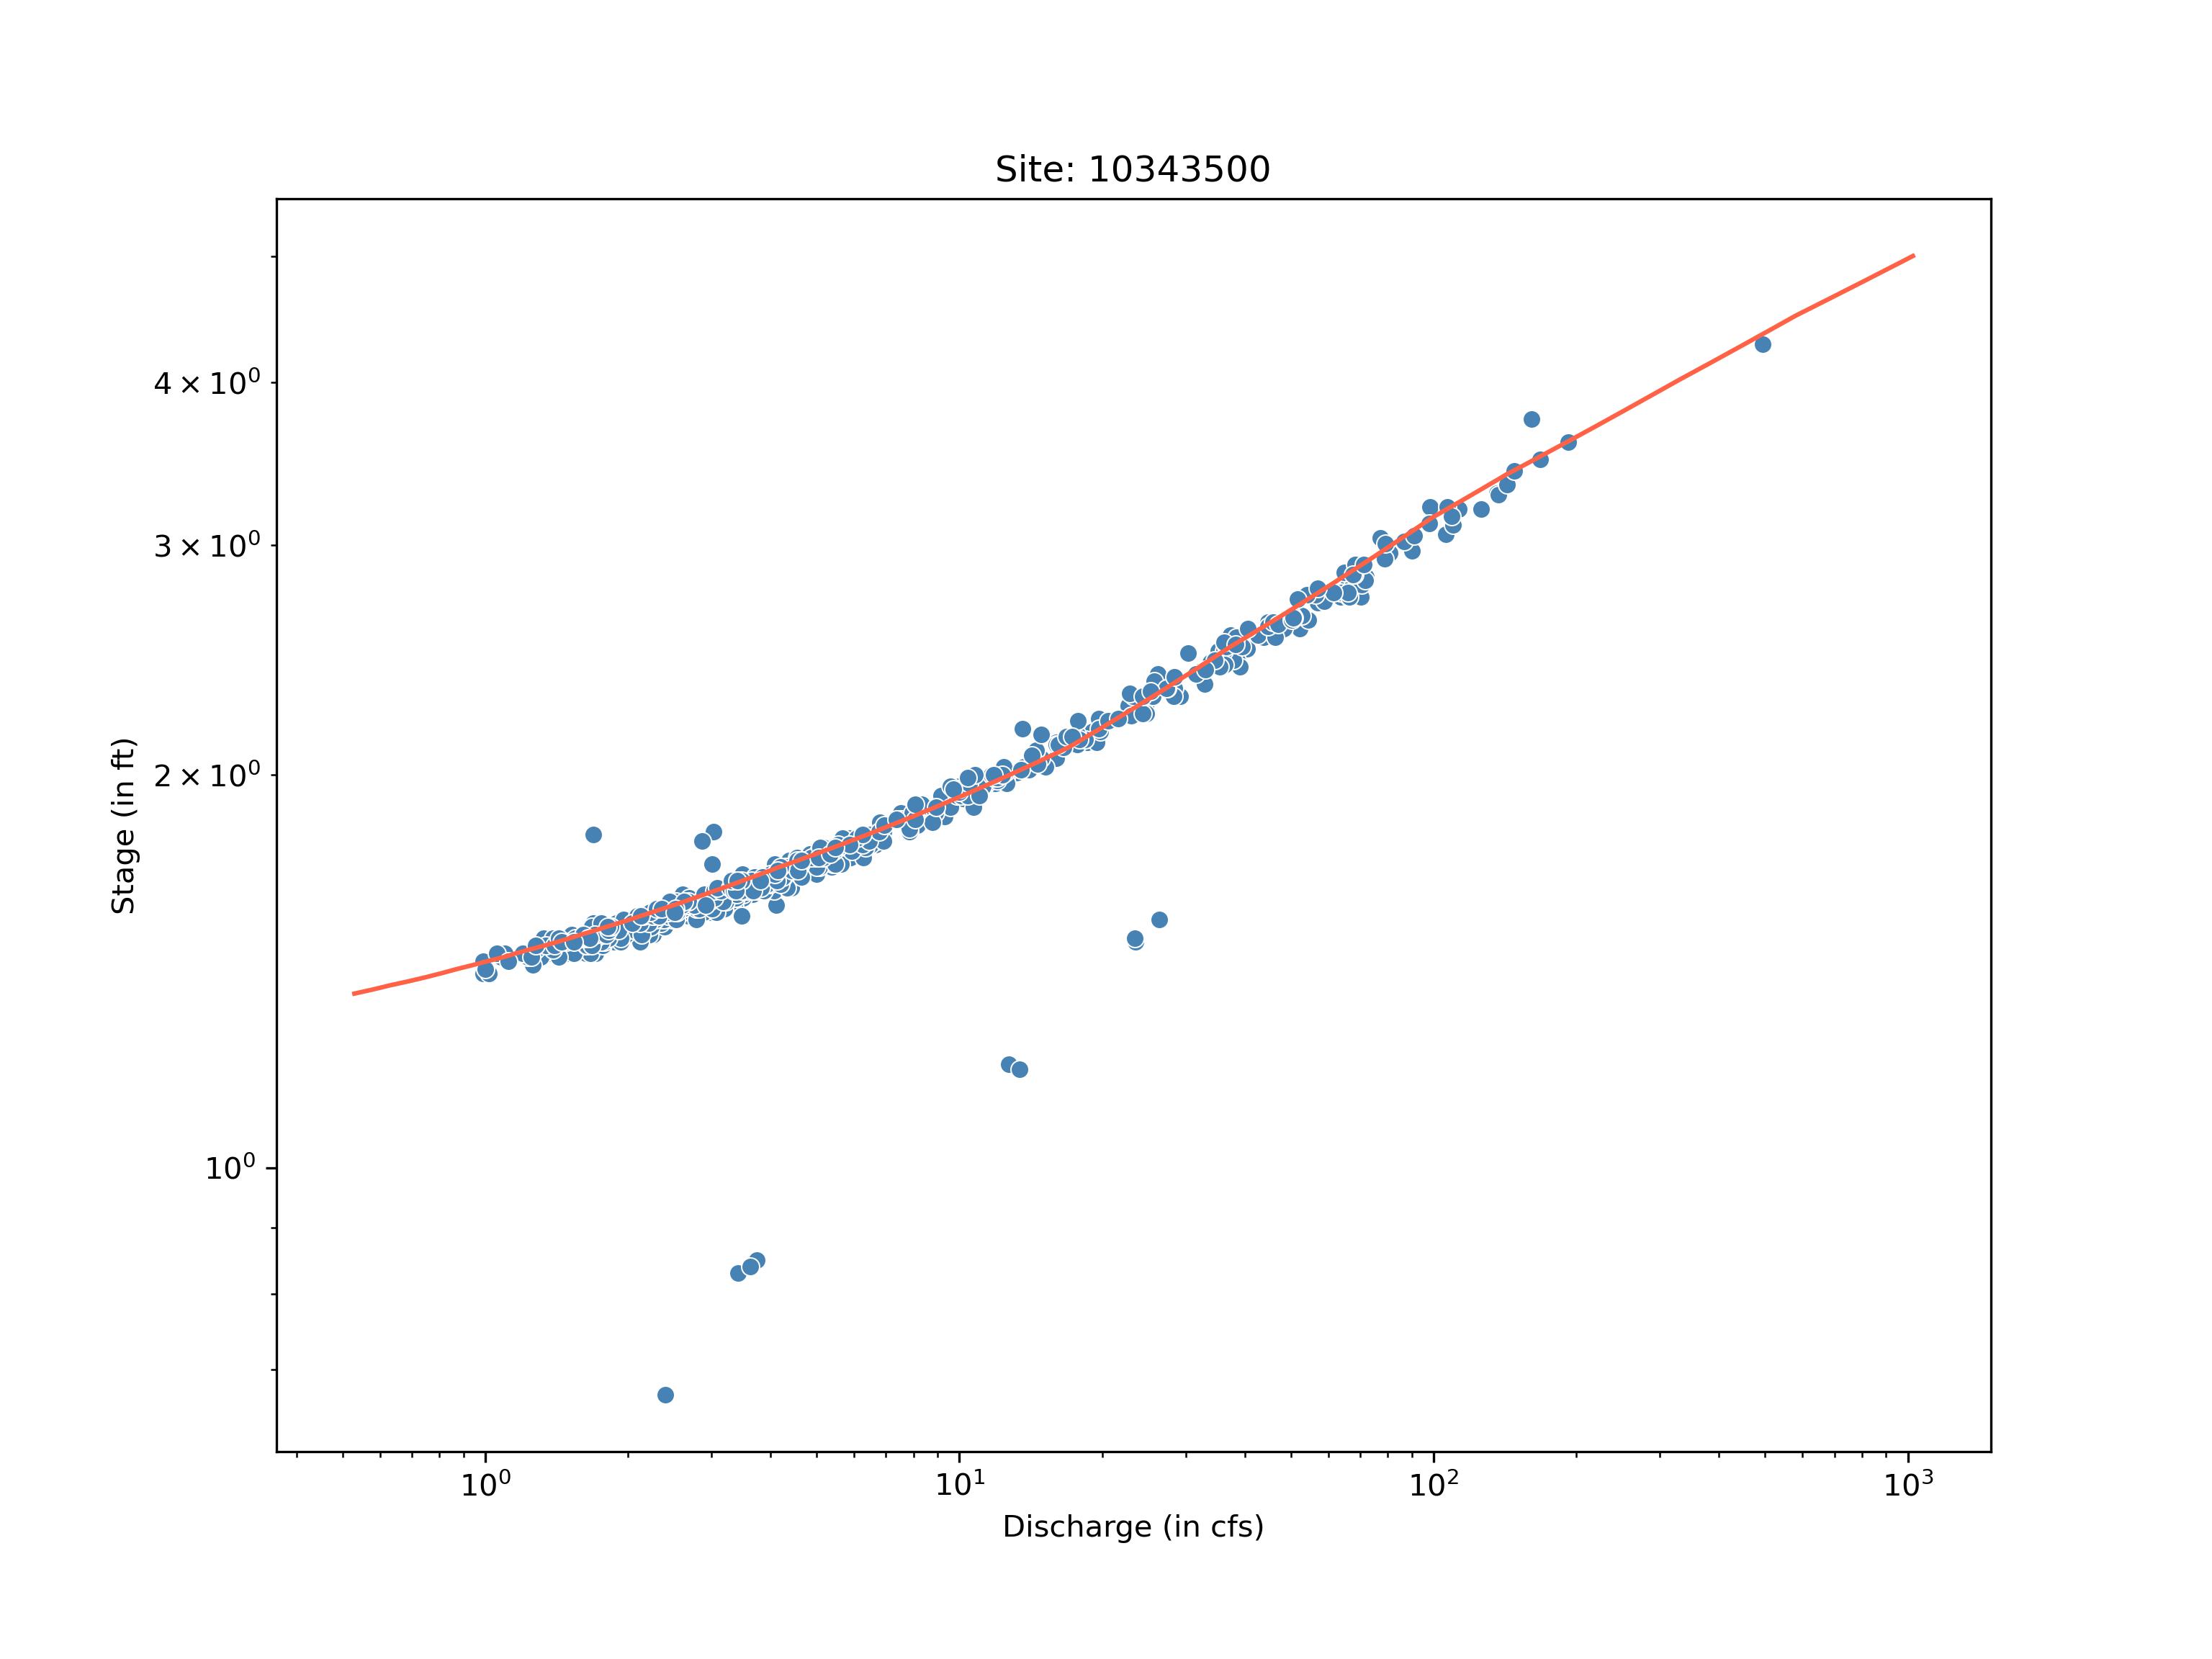 Site: 10343500
Stage (in ft)
4 × 10⁰
3 × 10⁰
2 × 10⁰
10⁰
10⁰ 10¹ 10² 10³
Discharge (in cfs)